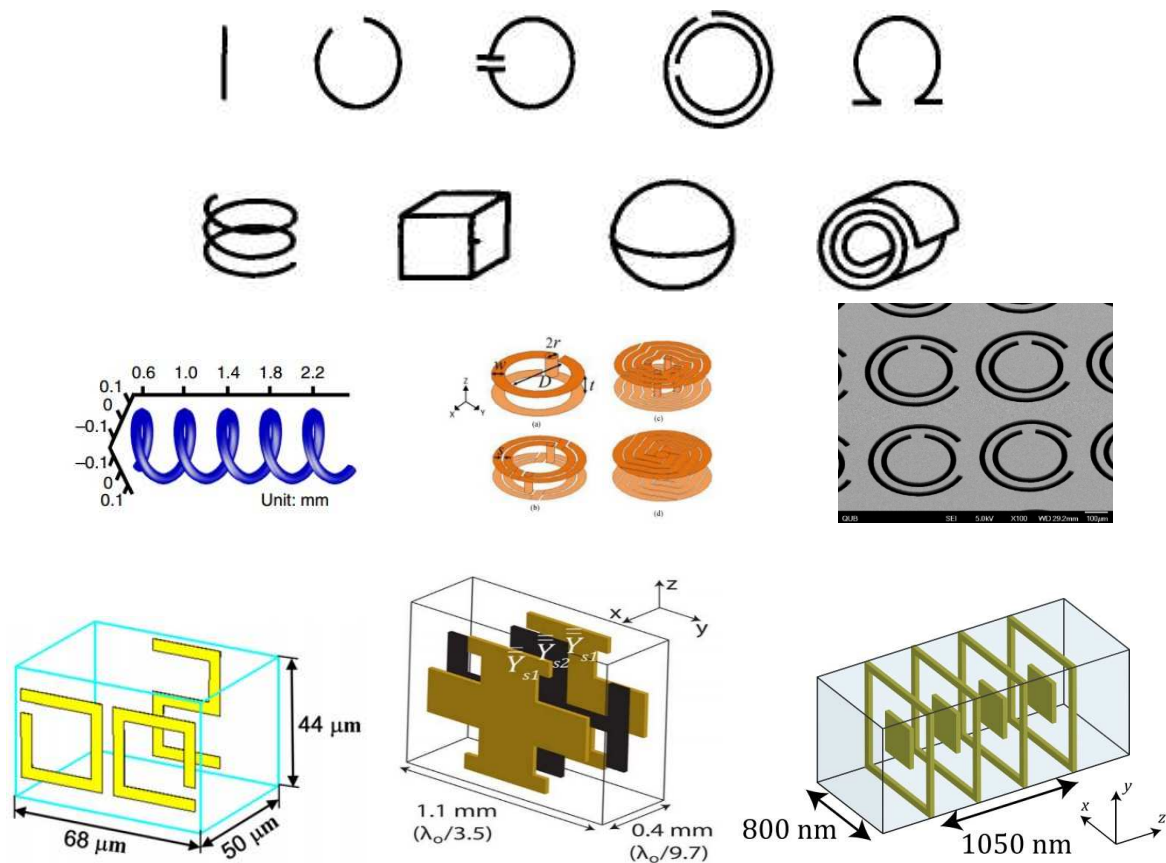 0.6 1.0 1.4 1.8 2.2
0.1
0
−0.1
−0.1
0
0.1
Unit: mm
2r
w
D
t
z
x
y
(a)
(c)
s
(b)
(d)
QUB SEI 5.0kV X100 WD 29.2mm 100μm
44 μm
68 μm
50 μm
z
x
y
Y̿s1 Y̿s2 Y̿s1
1.1 mm
(λo/3.5)
0.4 mm
(λo/9.7)
800 nm
1050 nm
y
x
z